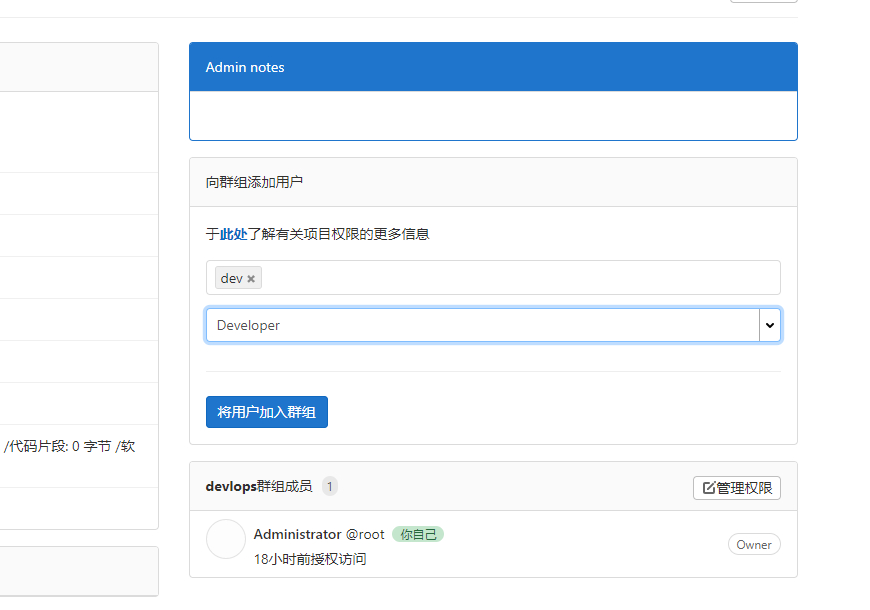 Admin notes
向群组添加用户
于此处了解有关项目权限的更多信息
dev
Developer
将用户加入群组
/代码片段: 0 字节 /软
devlops群组成员 1
管理权限
Administrator @root 你自己
18小时前授权访问
Owner